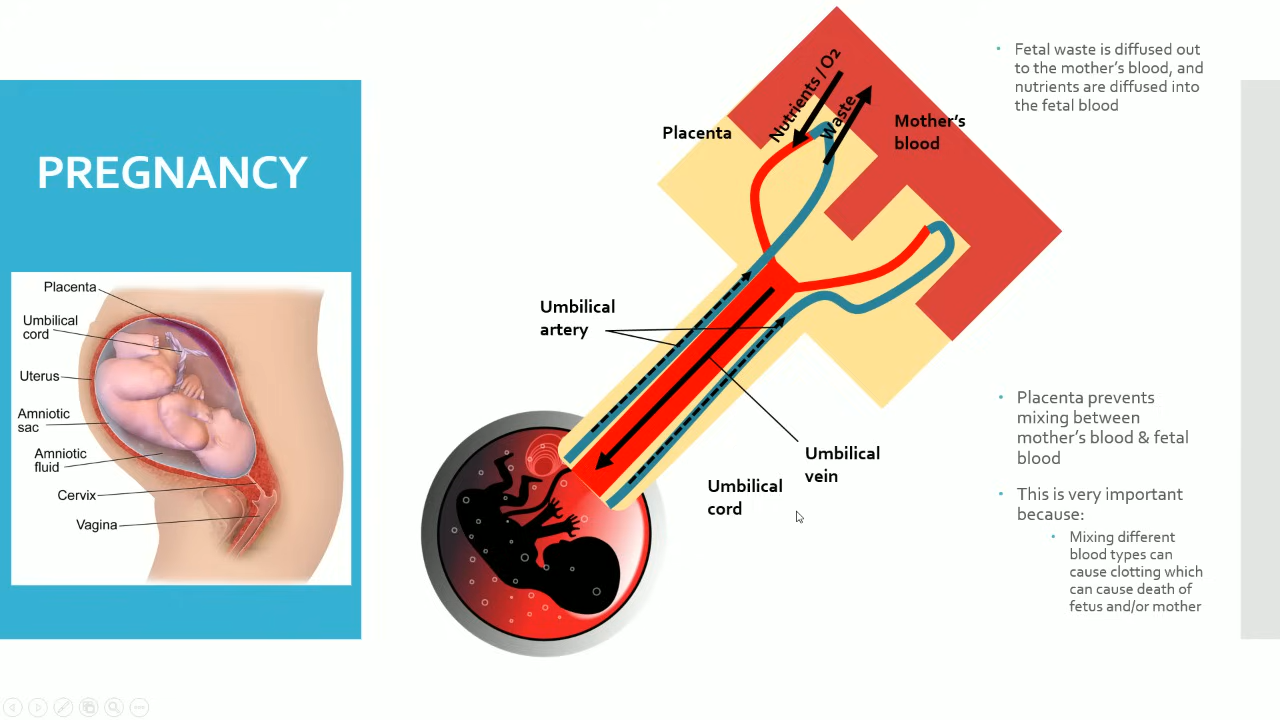 PREGNANCY
Placenta
Umbilical
cord
Uterus
Amniotic
sac
Amniotic
fluid
Cervix
Vagina
Nutrients / O2
Waste
Placenta
Mother's
blood
Umbilical
artery
Umbilical
vein
Umbilical
cord
• Fetal waste is diffused out
to the mother's blood, and
nutrients are diffused into
the fetal blood
• Placenta prevents
mixing between
mother's blood & fetal
blood
• This is very important
because:
• Mixing different
blood types can
cause clotting which
can cause death of
fetus and/or mother